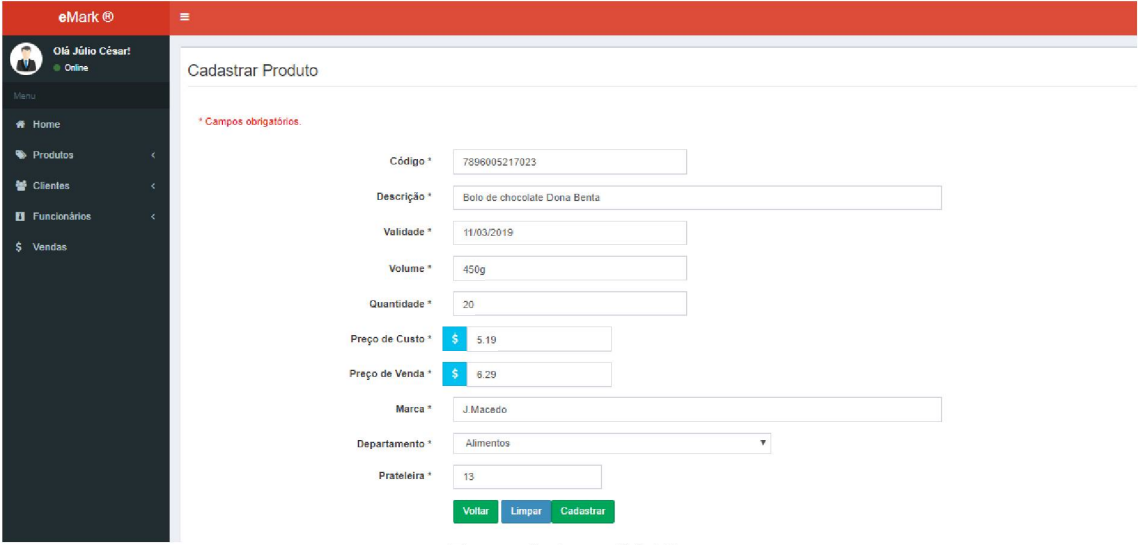 eMark ®
Olá Júlio César!
Online
Menu
Home
Produtos
Clientes
Funcionários
$ Vendas
Cadastrar Produto
* Campos obrigatórios.
Código * 7896005217023
Descrição * Bolo de chocolate Dona Benta
Validade * 11/03/2019
Volume * 450g
Quantidade * 20
Preço de Custo * $ 5.19
Preço de Venda * $ 6.29
Marca * J.Macedo
Departamento * Alimentos
Prateleira * 13
Voltar Limpar Cadastrar